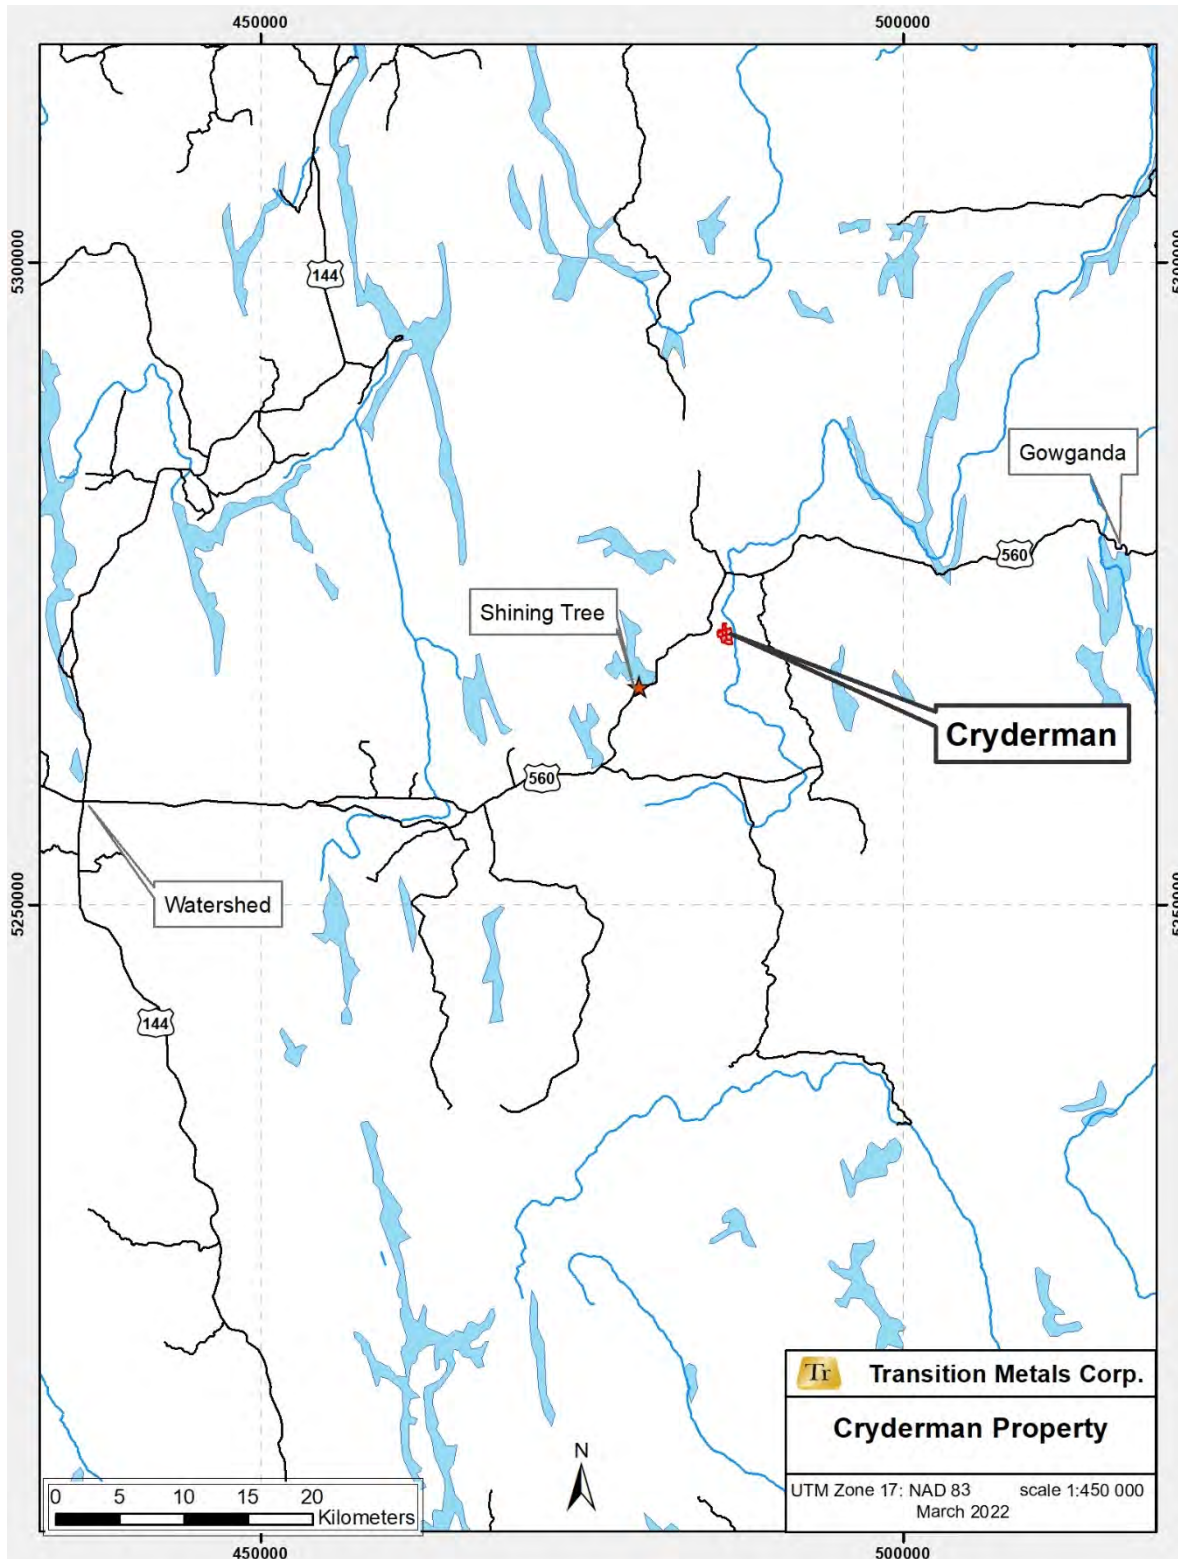 450000
500000
5300000
5300000
144
Gowganda
560
Shining Tree
Cryderman
560
Watershed
5250000
5250000
144
Tr
Transition Metals Corp.
Cryderman Property
UTM Zone 17: NAD 83 scale 1:450 000
March 2022
N
0 5 10 15 20
Kilometers
450000
500000